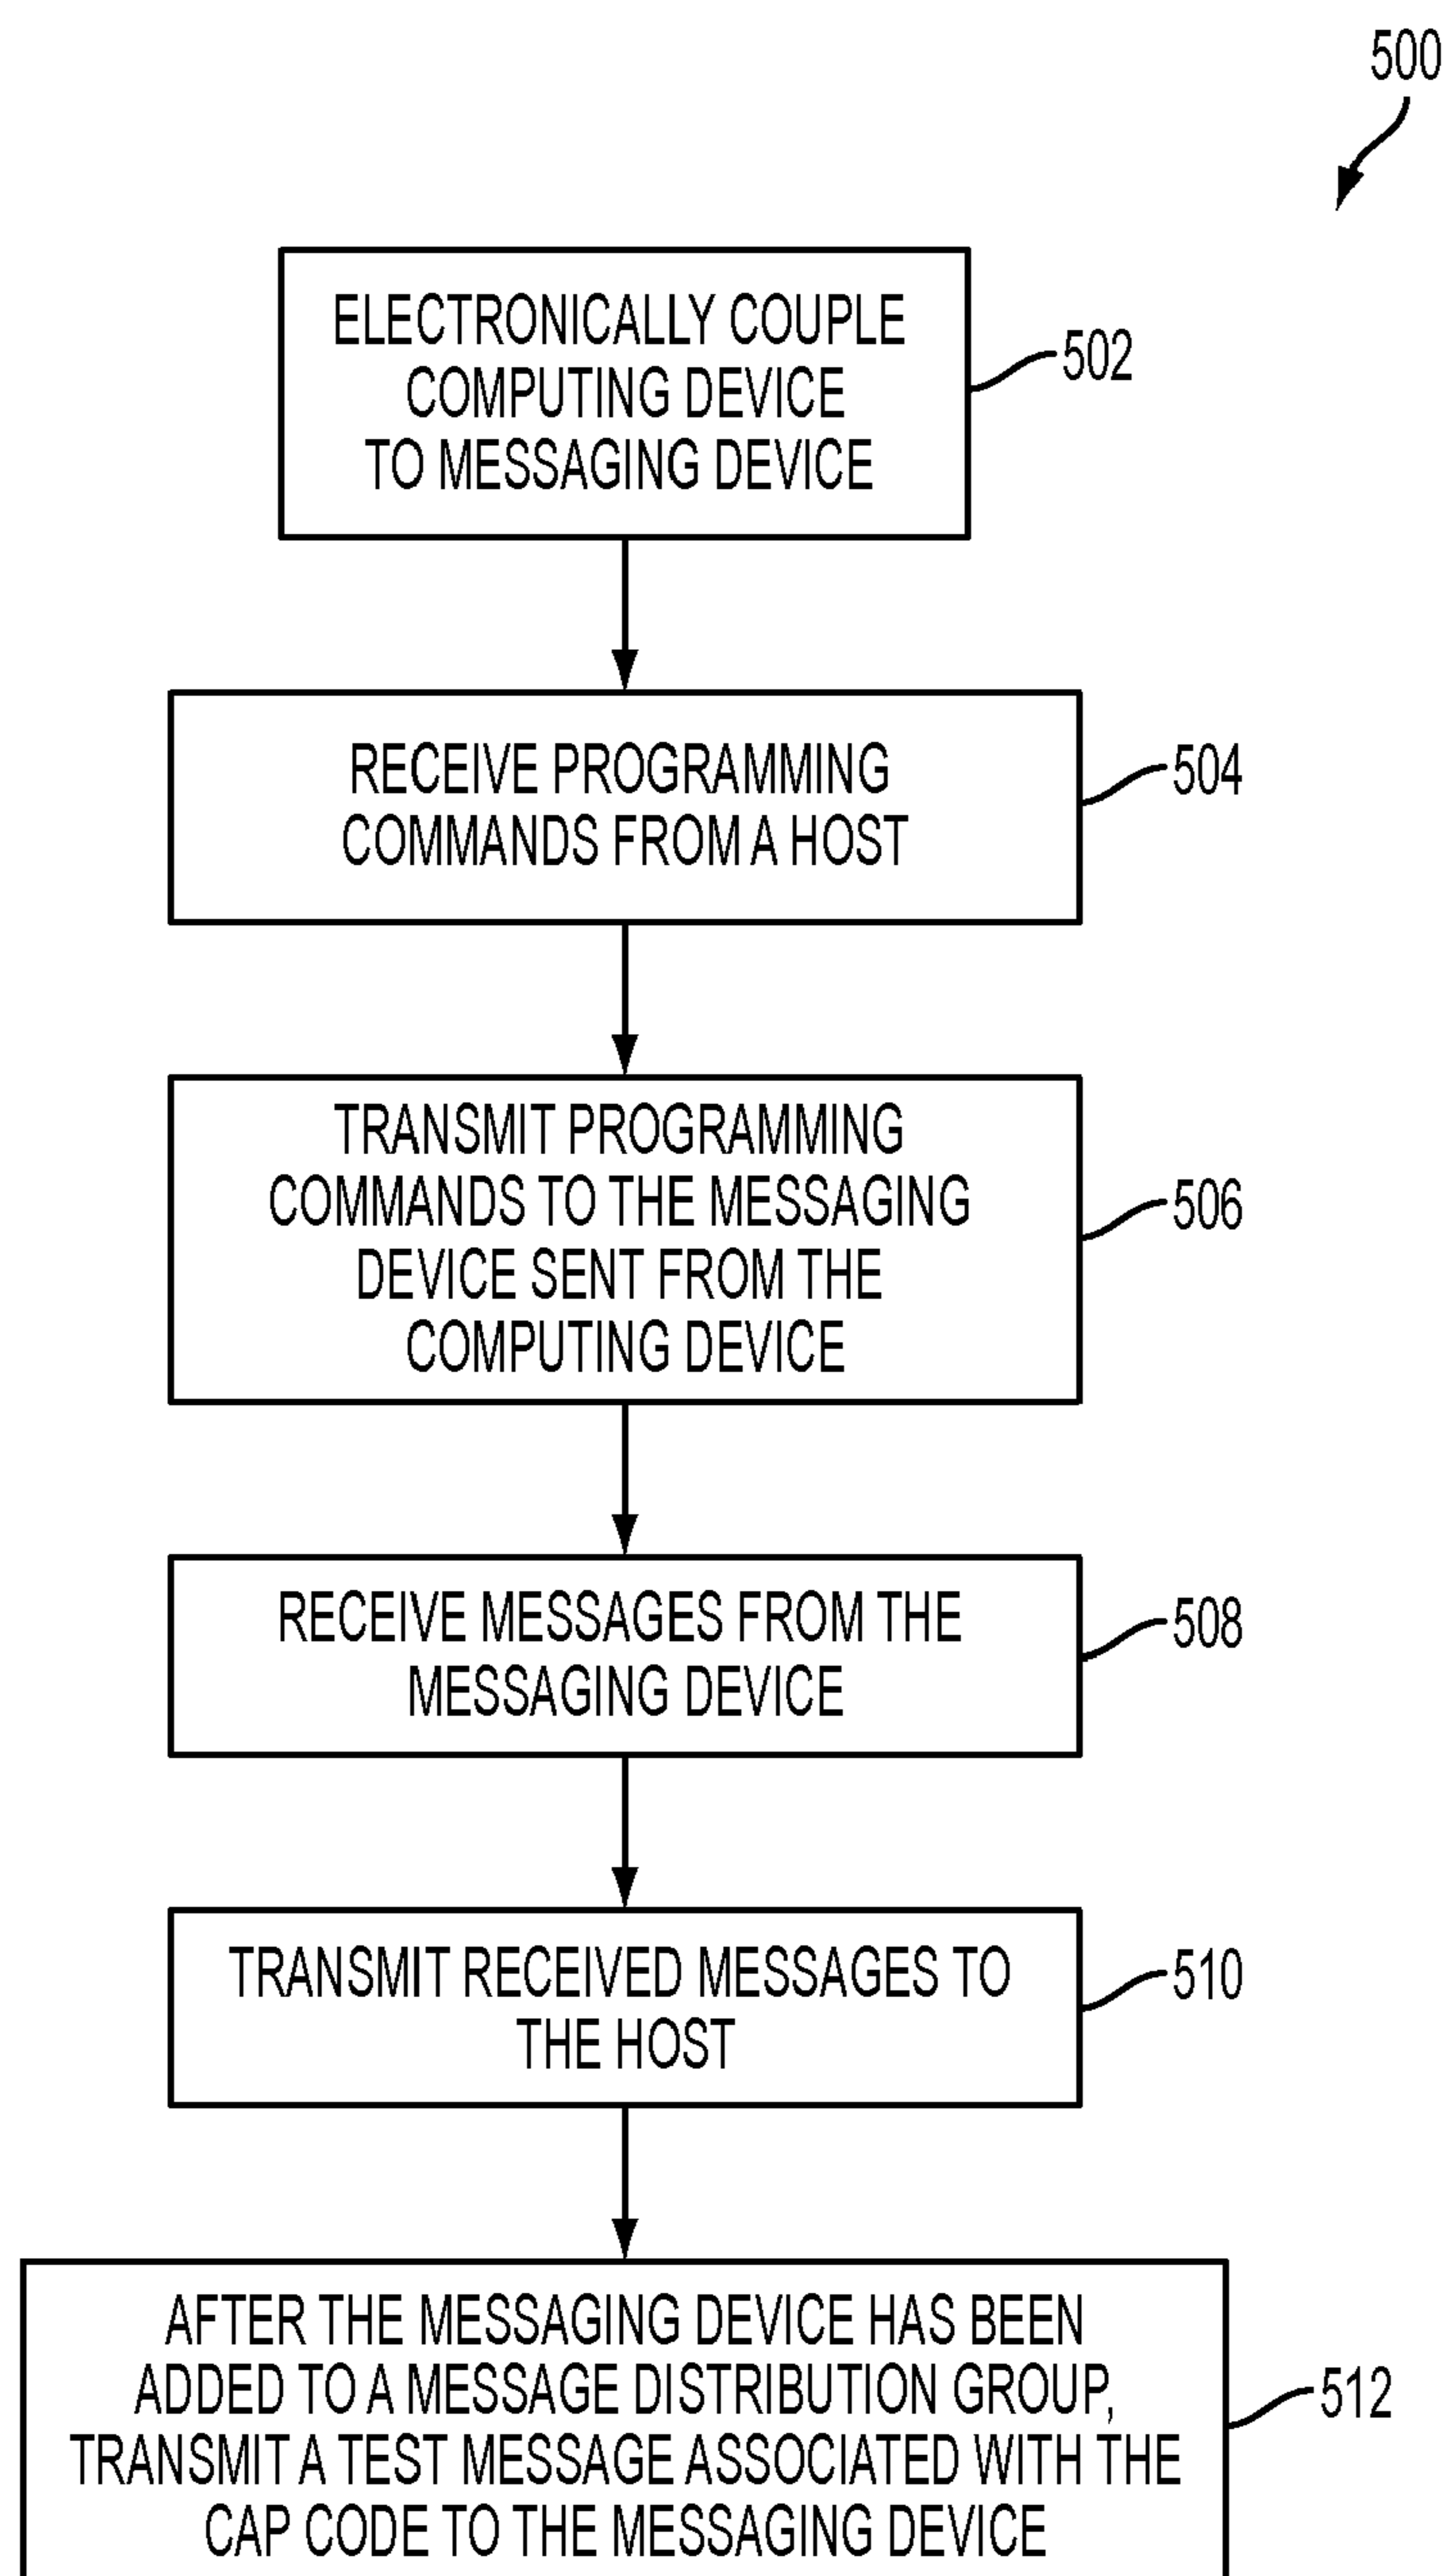 500
ELECTRONICALLY COUPLE
COMPUTING DEVICE
TO MESSAGING DEVICE
502
RECEIVE PROGRAMMING
COMMANDS FROM A HOST
504
TRANSMIT PROGRAMMING
COMMANDS TO THE MESSAGING
DEVICE SENT FROM THE
COMPUTING DEVICE
506
RECEIVE MESSAGES FROM THE
MESSAGING DEVICE
508
TRANSMIT RECEIVED MESSAGES TO
THE HOST
510
AFTER THE MESSAGING DEVICE HAS BEEN
ADDED TO A MESSAGE DISTRIBUTION GROUP,
TRANSMIT A TEST MESSAGE ASSOCIATED WITH THE
CAP CODE TO THE MESSAGING DEVICE
512